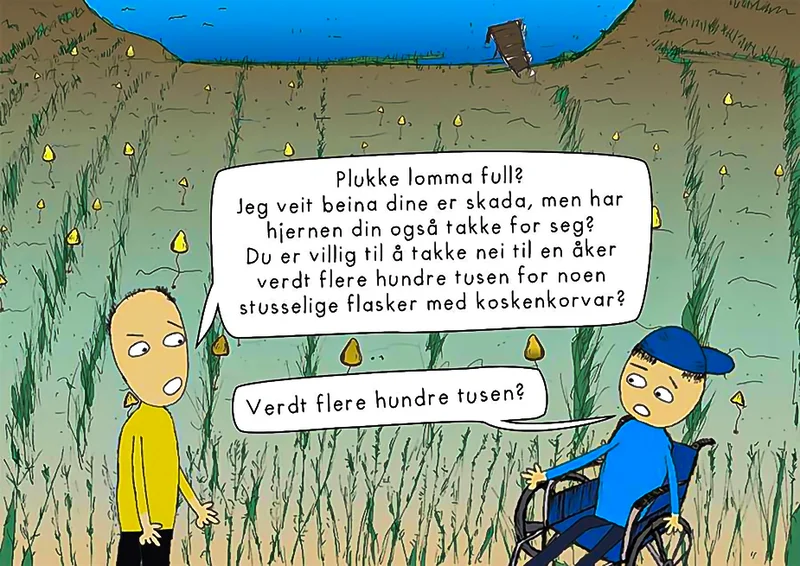 Plukke lomma full?
Jeg veit beina dine er skada, men har
hjernen din også takke for seg?
Du er villig til å takke nei til en åker
verdt flere hundre tusen for noen
stusselige flasker med koskenkorvar?
Verdt flere hundre tusen?